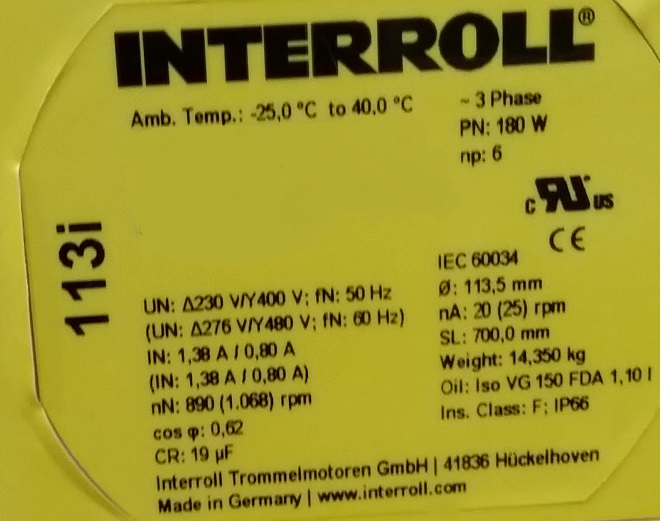 INTERROLL®
Amb. Temp.: -25,0 °C to 40,0 °C
~ 3 Phase
PN: 180 W
np: 6
113i
c RU us
CE
UN: Δ230 V/Y400 V; fN: 50 Hz
(UN: Δ276 V/Y480 V; fN: 60 Hz)
IN: 1,38 A / 0,80 A
(IN: 1,38 A / 0,80 A)
nN: 890 (1.068) rpm
cos φ: 0,62
CR: 19 µF
IEC 60034
Ø: 113,5 mm
nA: 20 (25) rpm
SL: 700,0 mm
Weight: 14,350 kg
Oil: Iso VG 150 FDA 1,10 l
Ins. Class: F; IP66
Interroll Trommelmotoren GmbH | 41836 Hückelhoven
Made in Germany | www.interroll.com